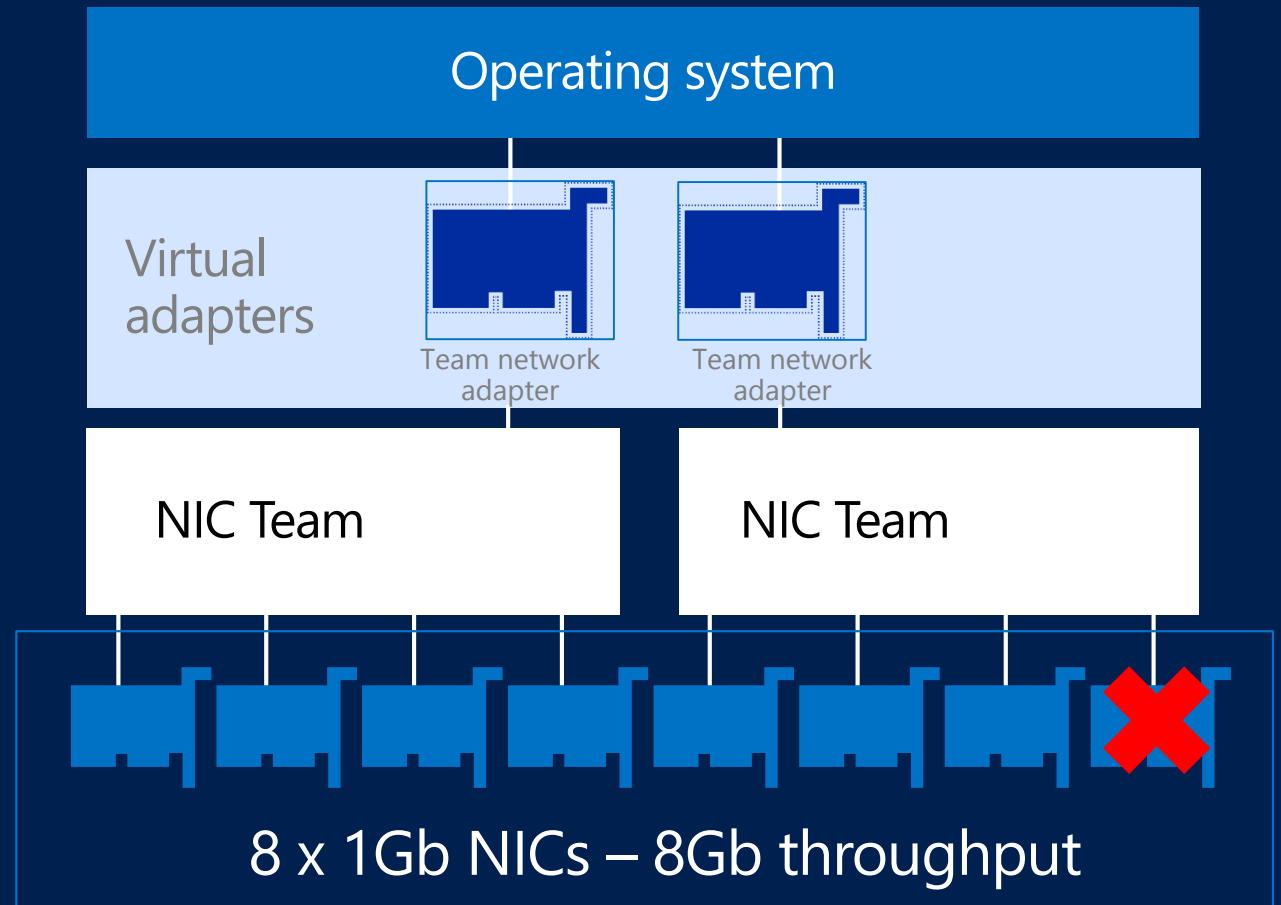 Operating system
Virtual
adapters
Team network
adapter
Team network
adapter
NIC Team
NIC Team
8 x 1Gb NICs – 8Gb throughput